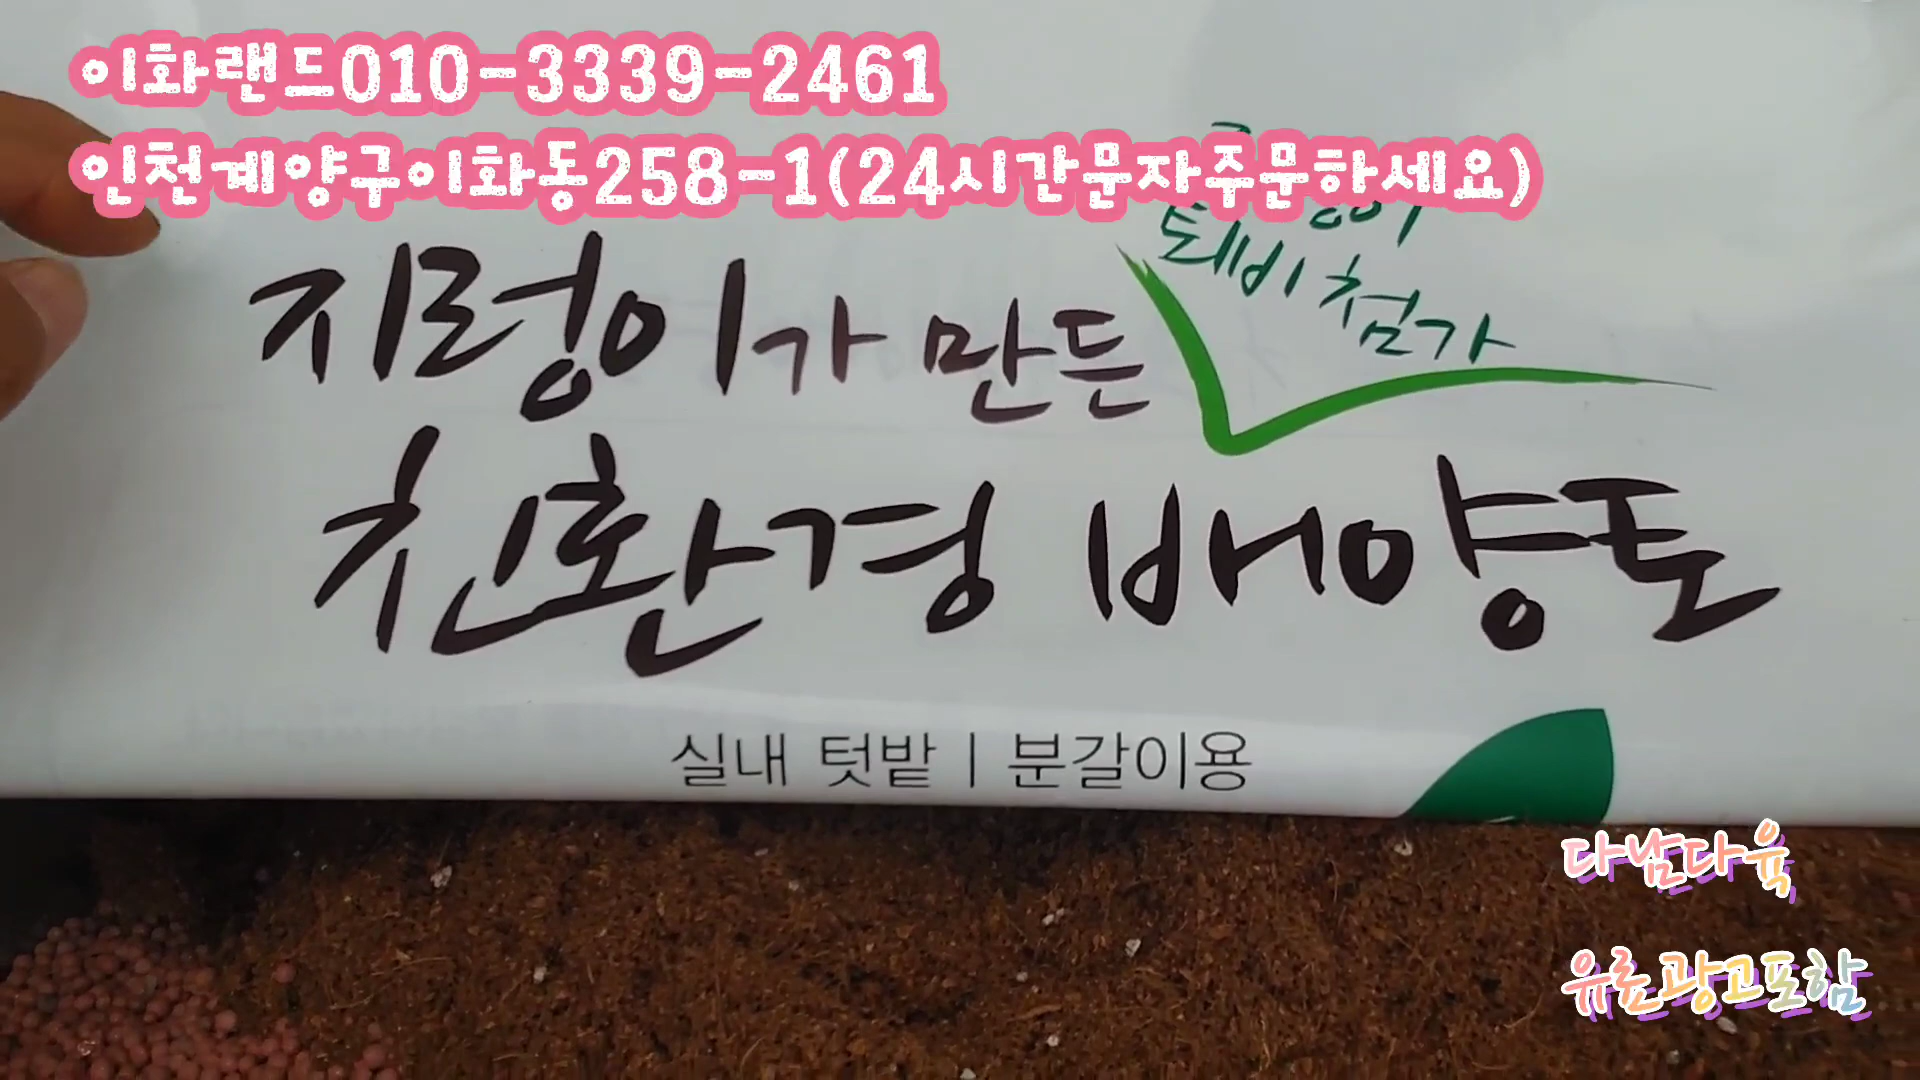 이화랜드010-3339-2461
인천계양구이화동258-1(24시간문자주문하세요)
퇴비 첨가
지렁이가 만든
친환경 배양토
실내 텃밭 | 분갈이용
다남다육
유료광고포함